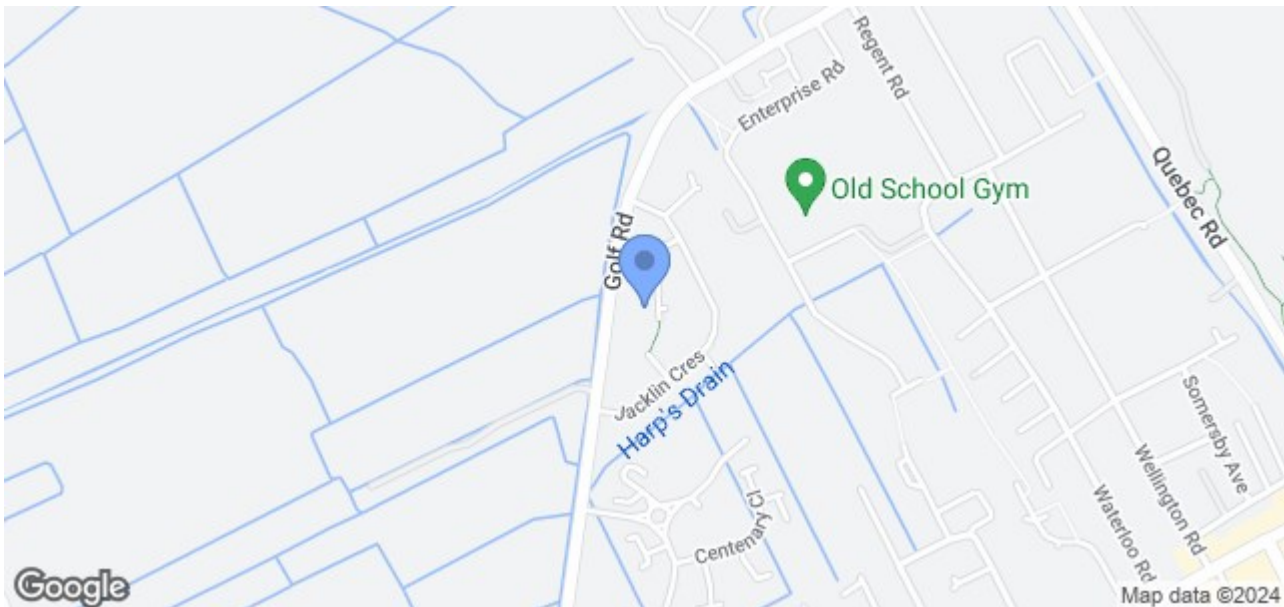 Regent Rd
Enterprise Rd
Quebec Rd
Old School Gym
Golf Rd
Jacklin Cres
Harp's Drain
Somersby Ave
Wellington Rd
Waterloo Rd
Centenary Cl
Google
Map data ©2024